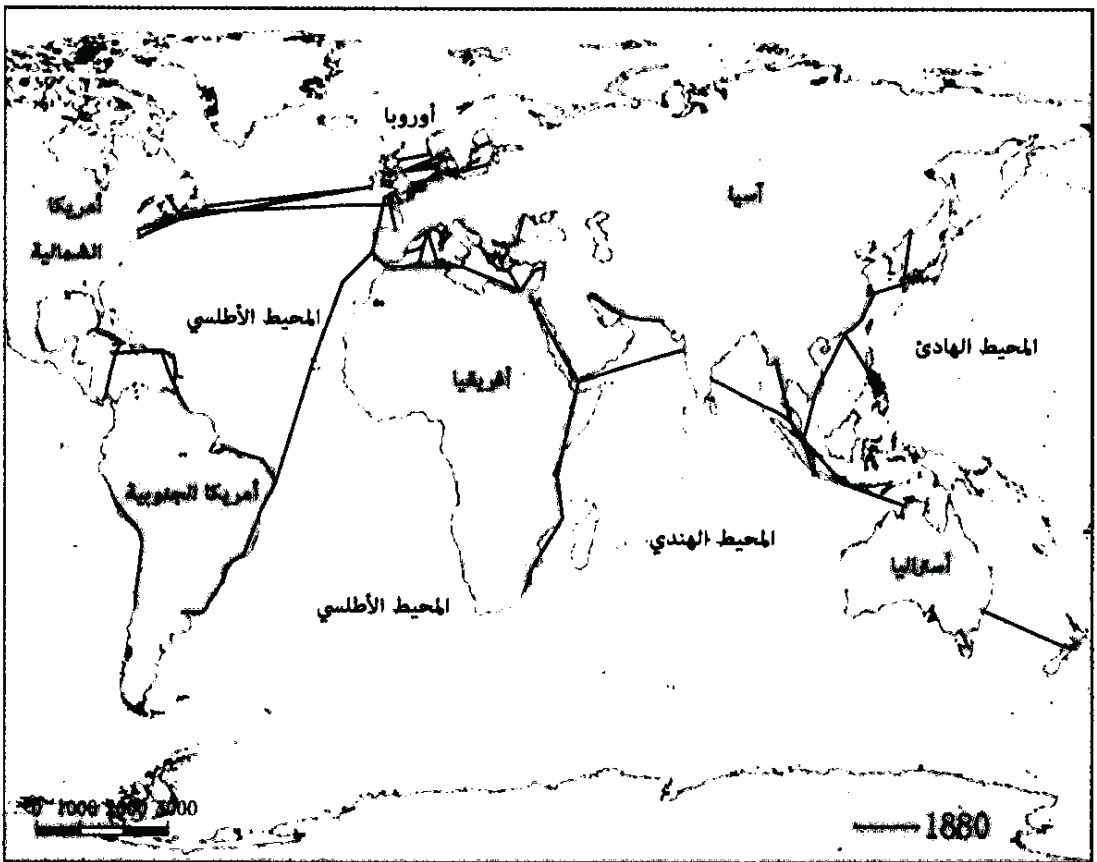 أوروبا
آسيا
أمريكا
الشمالية
المحيط الأطلسي
المحيط الهادئ
أفريقيا
أمريكا الجنوبية
المحيط الهندي
أستراليا
المحيط الأطلسي
0 1000 2000 3000
1880